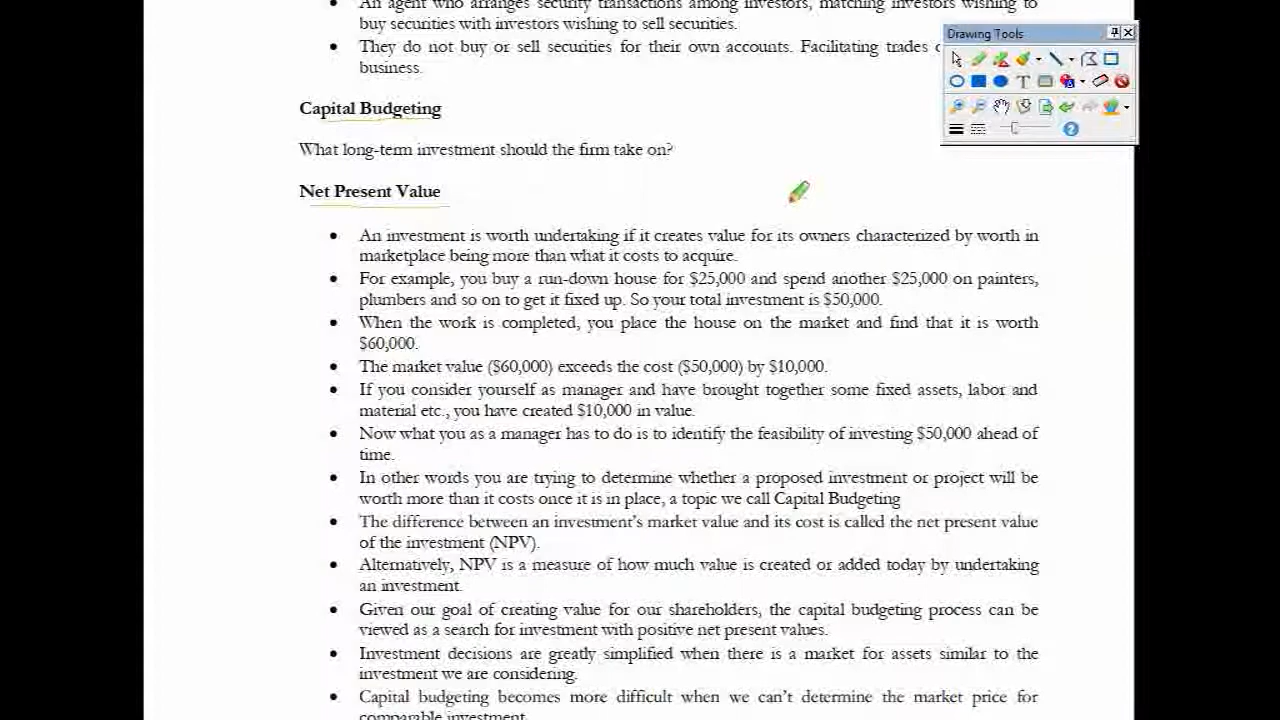 An agent who arranges security transactions among investors, matching investors wishing to
buy securities with investors wishing to sell securities.
• They do not buy or sell securities for their own accounts. Facilitating trades
business.
Drawing Tools
Capital Budgeting
What long-term investment should the firm take on?
Net Present Value
• An investment is worth undertaking if it creates value for its owners characterized by worth in
marketplace being more than what it costs to acquire.
• For example, you buy a run-down house for $25,000 and spend another $25,000 on painters,
plumbers and so on to get it fixed up. So your total investment is $50,000.
• When the work is completed, you place the house on the market and find that it is worth
$60,000.
• The market value ($60,000) exceeds the cost ($50,000) by $10,000.
• If you consider yourself as manager and have brought together some fixed assets, labor and
material etc., you have created $10,000 in value.
• Now what you as a manager has to do is to identify the feasibility of investing $50,000 ahead of
time.
• In other words you are trying to determine whether a proposed investment or project will be
worth more than it costs once it is in place, a topic we call Capital Budgeting
• The difference between an investment's market value and its cost is called the net present value
of the investment (NPV).
• Alternatively, NPV is a measure of how much value is created or added today by undertaking
an investment.
• Given our goal of creating value for our shareholders, the capital budgeting process can be
viewed as a search for investment with positive net present values.
• Investment decisions are greatly simplified when there is a market for assets similar to the
investment we are considering.
• Capital budgeting becomes more difficult when we can't determine the market price for
comparable investment.